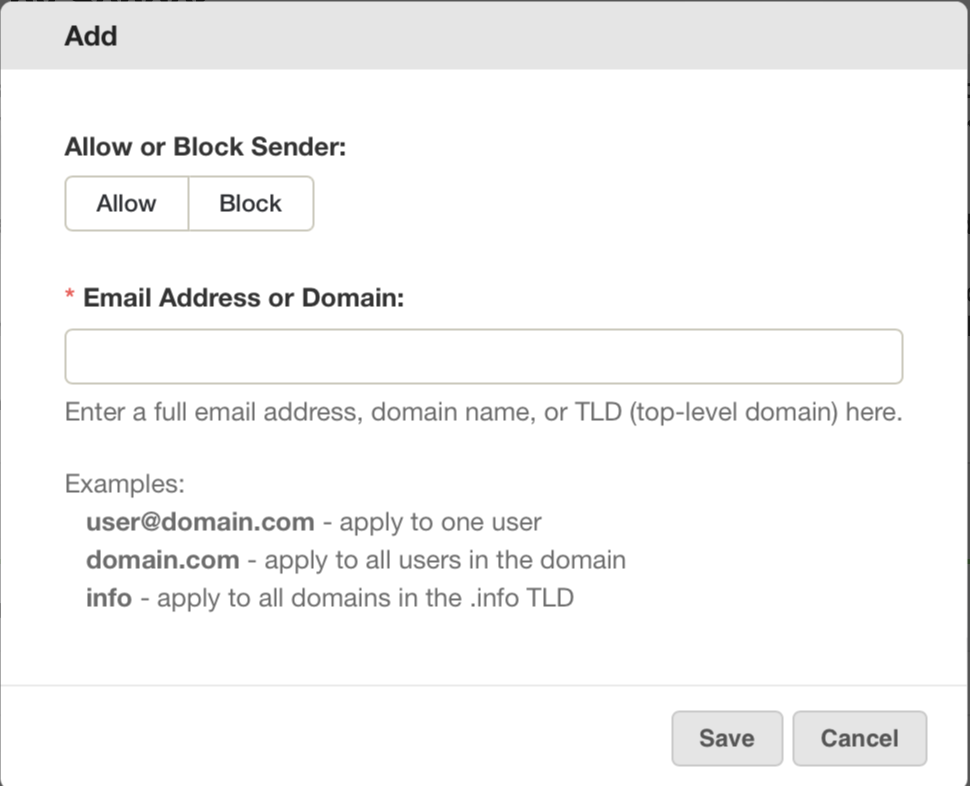 Add
Allow or Block Sender:
Allow Block
* Email Address or Domain:
Enter a full email address, domain name, or TLD (top-level domain) here.
Examples:
user@domain.com - apply to one user
domain.com - apply to all users in the domain
info - apply to all domains in the .info TLD
Save Cancel